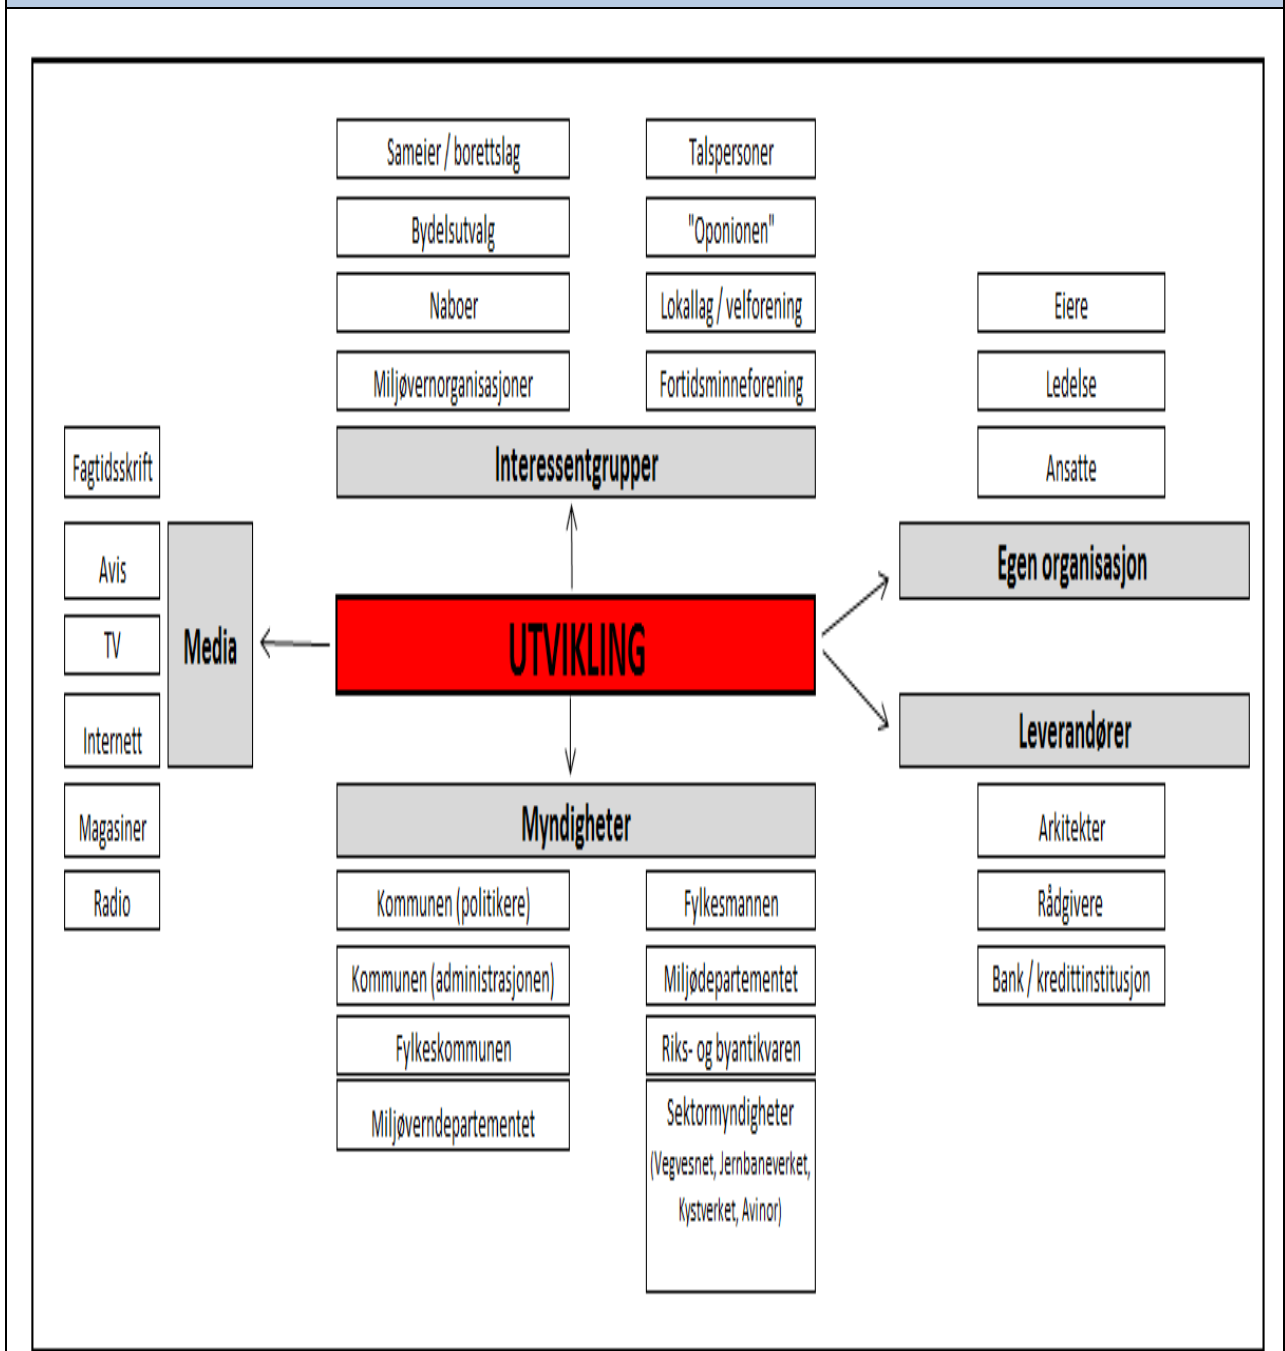 Sameier / borettslag
Talspersoner
Bydelsutvalg
"Oponionen"
Naboer
Lokallag / velforening
Eiere
Miljøvernorganisasjoner
Fortidsminneforening
Ledelse
Fagtidsskrift
Interessentgrupper
Ansatte
Avis
Egen organisasjon
TV
Media
UTVIKLING
Internett
Leverandører
Magasiner
Myndigheter
Arkitekter
Radio
Kommunen (politikere)
Fylkesmannen
Rådgivere
Kommunen (administrasjonen)
Miljødepartementet
Bank / kredittinstitusjon
Fylkeskommunen
Riks- og byantikvaren
Miljøverndepartementet
Sektormyndigheter
(Vegvesnet, Jernbaneverket,
Kystverket, Avinor)